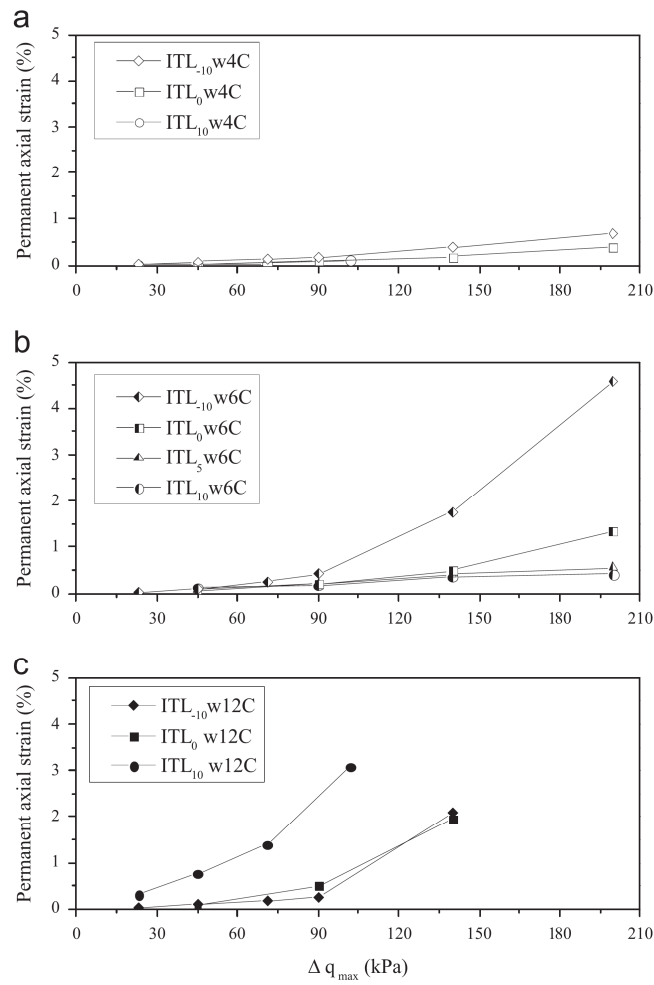 a
Permanent axial strain (%)
5
4
3
2
1
0
ITL-10w4C
ITL0w4C
ITL10w4C
0 30 60 90 120 150 180 210
b
Permanent axial strain (%)
5
4
3
2
1
0
ITL-10w6C
ITL0w6C
ITL5w6C
ITL10w6C
0 30 60 90 120 150 180 210
c
Permanent axial strain (%)
5
4
3
2
1
0
ITL-10w12C
ITL0 w12C
ITL10 w12C
0 30 60 90 120 150 180 210
Δ qmax (kPa)